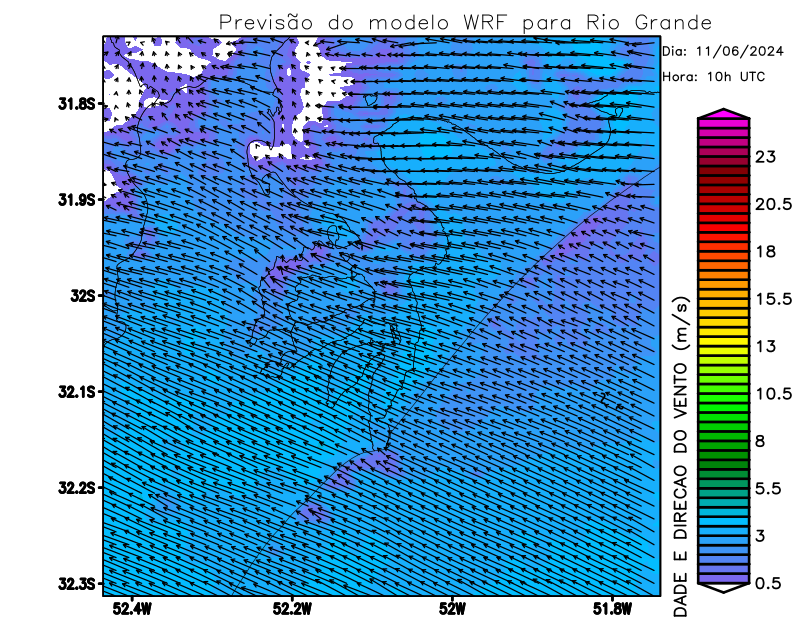 Previsão do modelo WRF para Rio Grande
Dia: 11/06/2024
Hora: 10h UTC
31.8S
31.9S
32S
32.1S
32.2S
32.3S
52.4W
52.2W
52W
51.8W
23
20.5
18
15.5
13
10.5
8
5.5
3
0.5
DADE E DIRECAO DO VENTO (m/s)